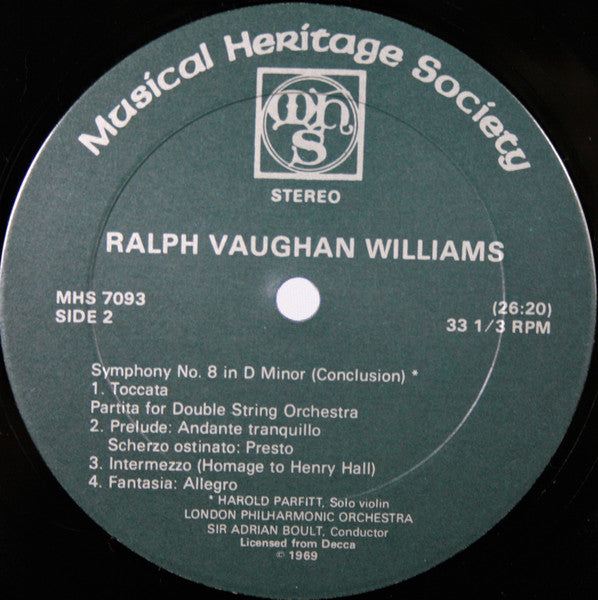 Musical Heritage Society
mhS
STEREO
RALPH VAUGHAN WILLIAMS
MHS 7093
SIDE 2
(26:20)
33 1/3 RPM
Symphony No. 8 in D Minor (Conclusion) *
1. Toccata
Partita for Double String Orchestra
2. Prelude: Andante tranquillo
Scherzo ostinato: Presto
3. Intermezzo (Homage to Henry Hall)
4. Fantasia: Allegro
* HAROLD PARFITT, Solo violin
LONDON PHILHARMONIC ORCHESTRA
SIR ADRIAN BOULT, Conductor
Licensed from Decca
© 1969